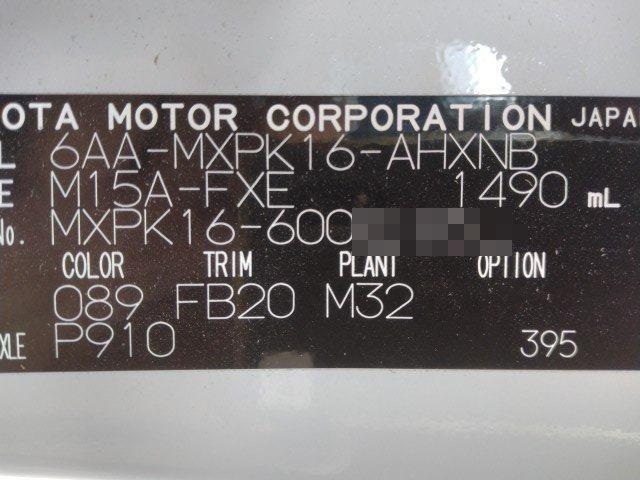 OTA MOTOR CORPORATION JAPAN
L 6AA-MXPK16-AHXNB
E M15A-FXE 1490 mL
No. MXPK16-600
COLOR TRIM PLANT OPTION
089 FB20 M32
XLE P910 395